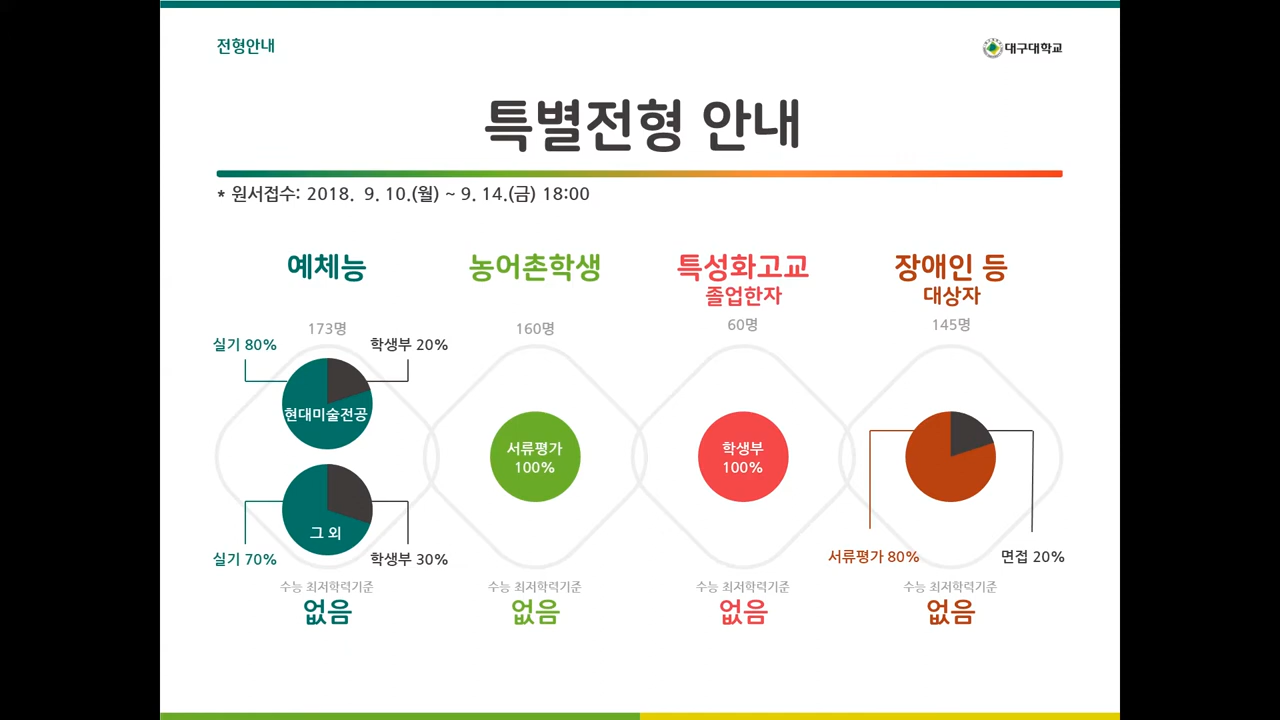 전형안내
대구대학교
특별전형 안내
* 원서접수: 2018. 9. 10.(월) ~ 9. 14.(금) 18:00
예체능
173명
실기 80%
학생부 20%
현대미술전공
그 외
실기 70%
학생부 30%
수능 최저학력기준
없음
농어촌학생
160명
서류평가
100%
수능 최저학력기준
없음
특성화고교
졸업한자
60명
학생부
100%
수능 최저학력기준
없음
장애인 등
대상자
145명
서류평가 80%
면접 20%
수능 최저학력기준
없음